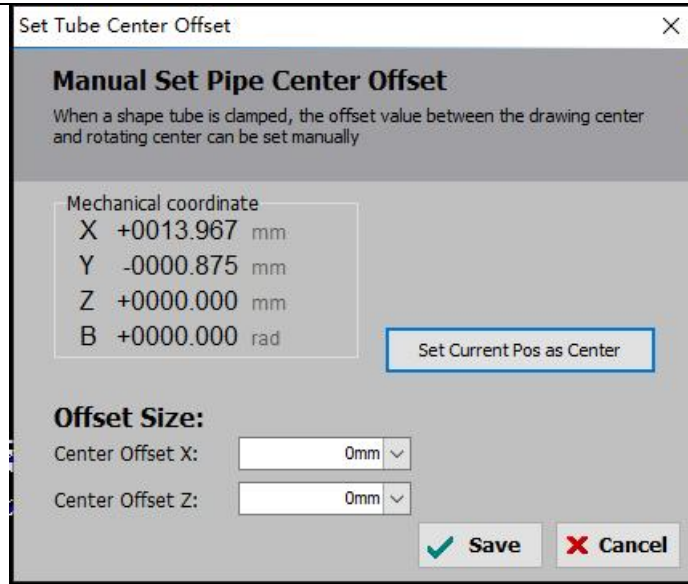 Set Tube Center Offset
Manual Set Pipe Center Offset
When a shape tube is clamped, the offset value between the drawing center
and rotating center can be set manually
Mechanical coordinate
X +0013.967 mm
Y -0000.875 mm
Z +0000.000 mm
B +0000.000 rad
Set Current Pos as Center
Offset Size:
Center Offset X: 0mm
Center Offset Z: 0mm
Save Cancel